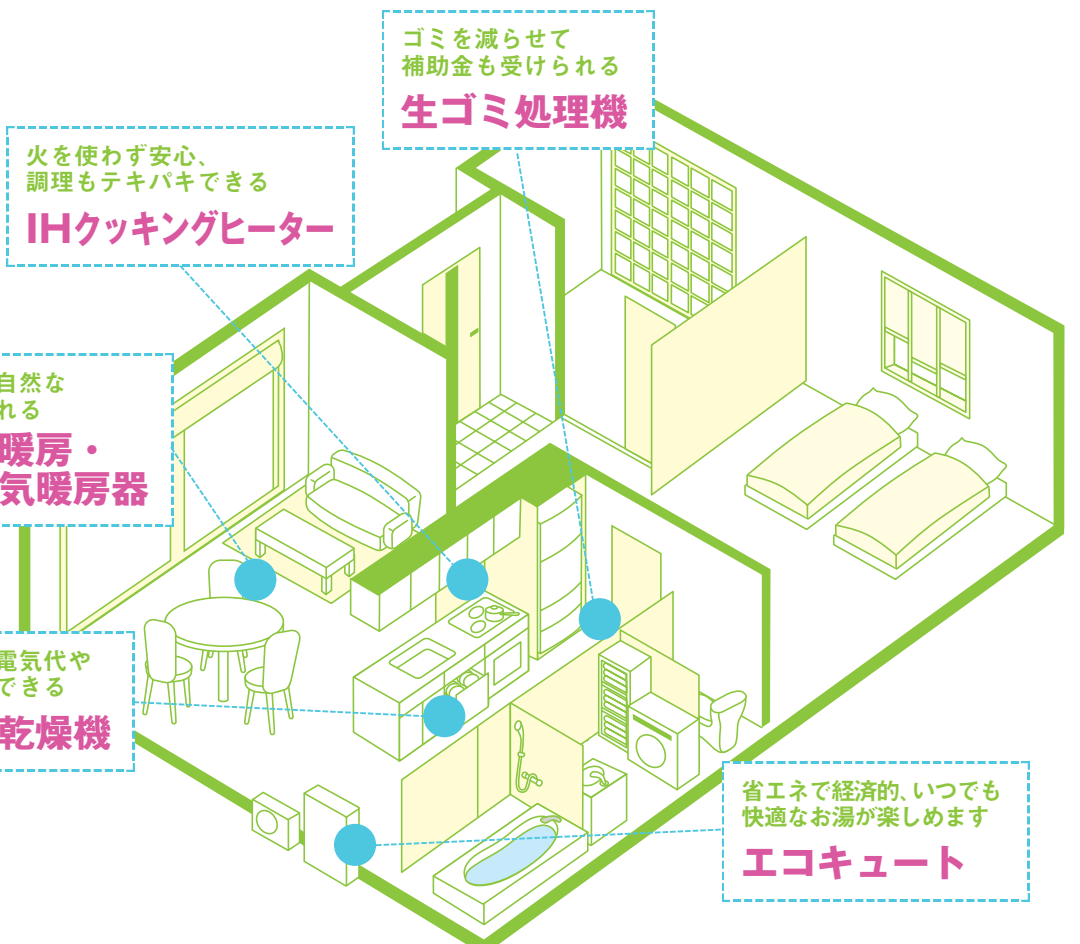 ゴミを減らせて
補助金も受けられる
生ゴミ処理機
火を使わず安心、
調理もテキパキできる
IHクッキングヒーター
自然な
れる
暖房・
気暖房器
電気代や
できる
乾燥機
省エネで経済的、いつでも
快適なお湯が楽しめます
エコキュート